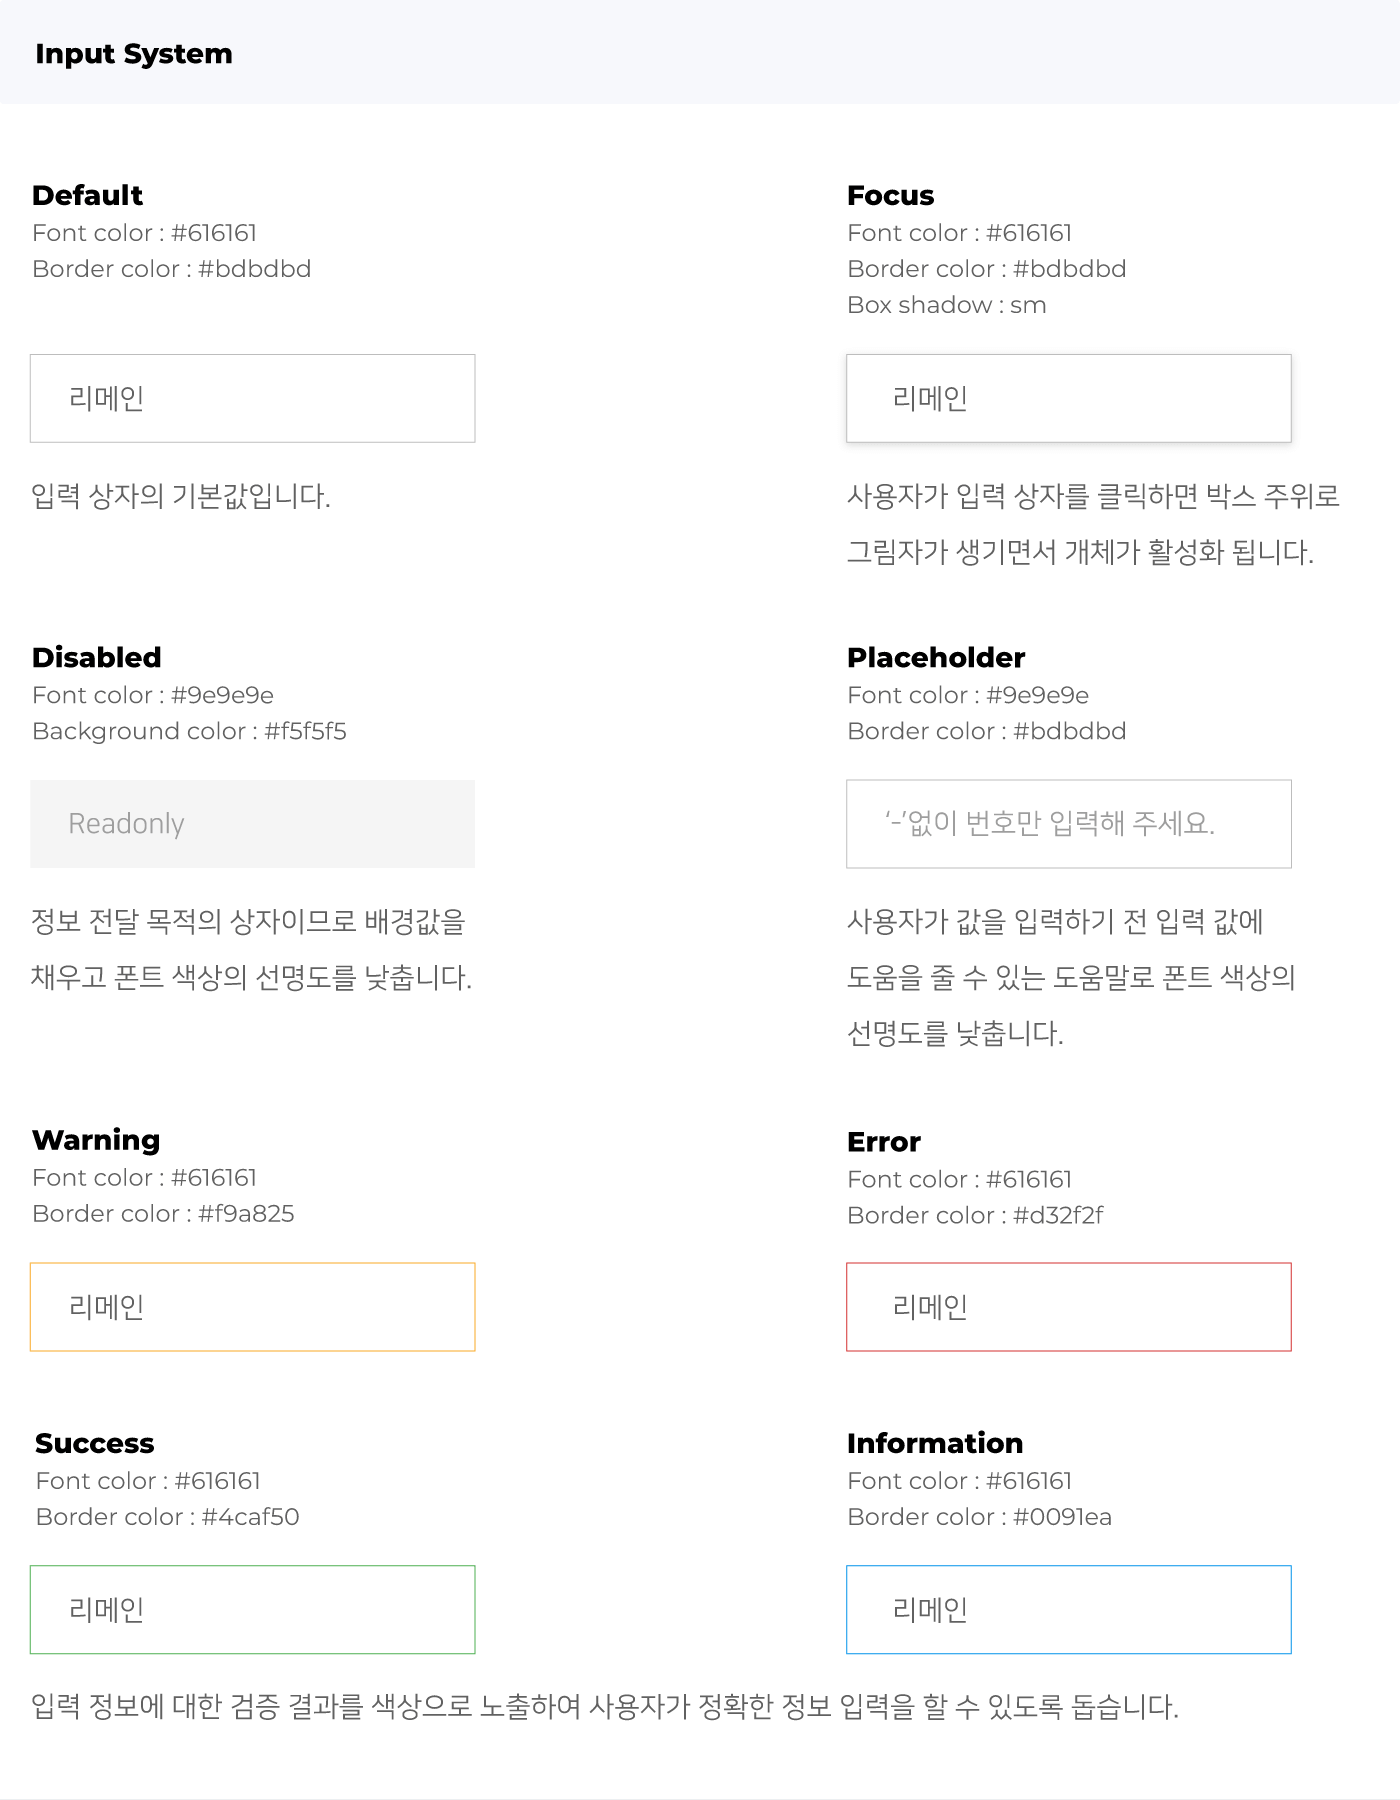 Input System
Default
Font color : #616161
Border color : #bdbdbd
리메인
입력 상자의 기본값입니다.
Focus
Font color : #616161
Border color : #bdbdbd
Box shadow : sm
리메인
사용자가 입력 상자를 클릭하면 박스 주위로
그림자가 생기면서 개체가 활성화 됩니다.
Disabled
Font color : #9e9e9e
Background color : #f5f5f5
Readonly
정보 전달 목적의 상자이므로 배경값을
채우고 폰트 색상의 선명도를 낮춥니다.
Placeholder
Font color : #9e9e9e
Border color : #bdbdbd
‘-’없이 번호만 입력해 주세요.
사용자가 값을 입력하기 전 입력 값에
도움을 줄 수 있는 도움말로 폰트 색상의
선명도를 낮춥니다.
Warning
Font color : #616161
Border color : #f9a825
리메인
Error
Font color : #616161
Border color : #d32f2f
리메인
Success
Font color : #616161
Border color : #4caf50
리메인
Information
Font color : #616161
Border color : #0091ea
리메인
입력 정보에 대한 검증 결과를 색상으로 노출하여 사용자가 정확한 정보 입력을 할 수 있도록 돕습니다.